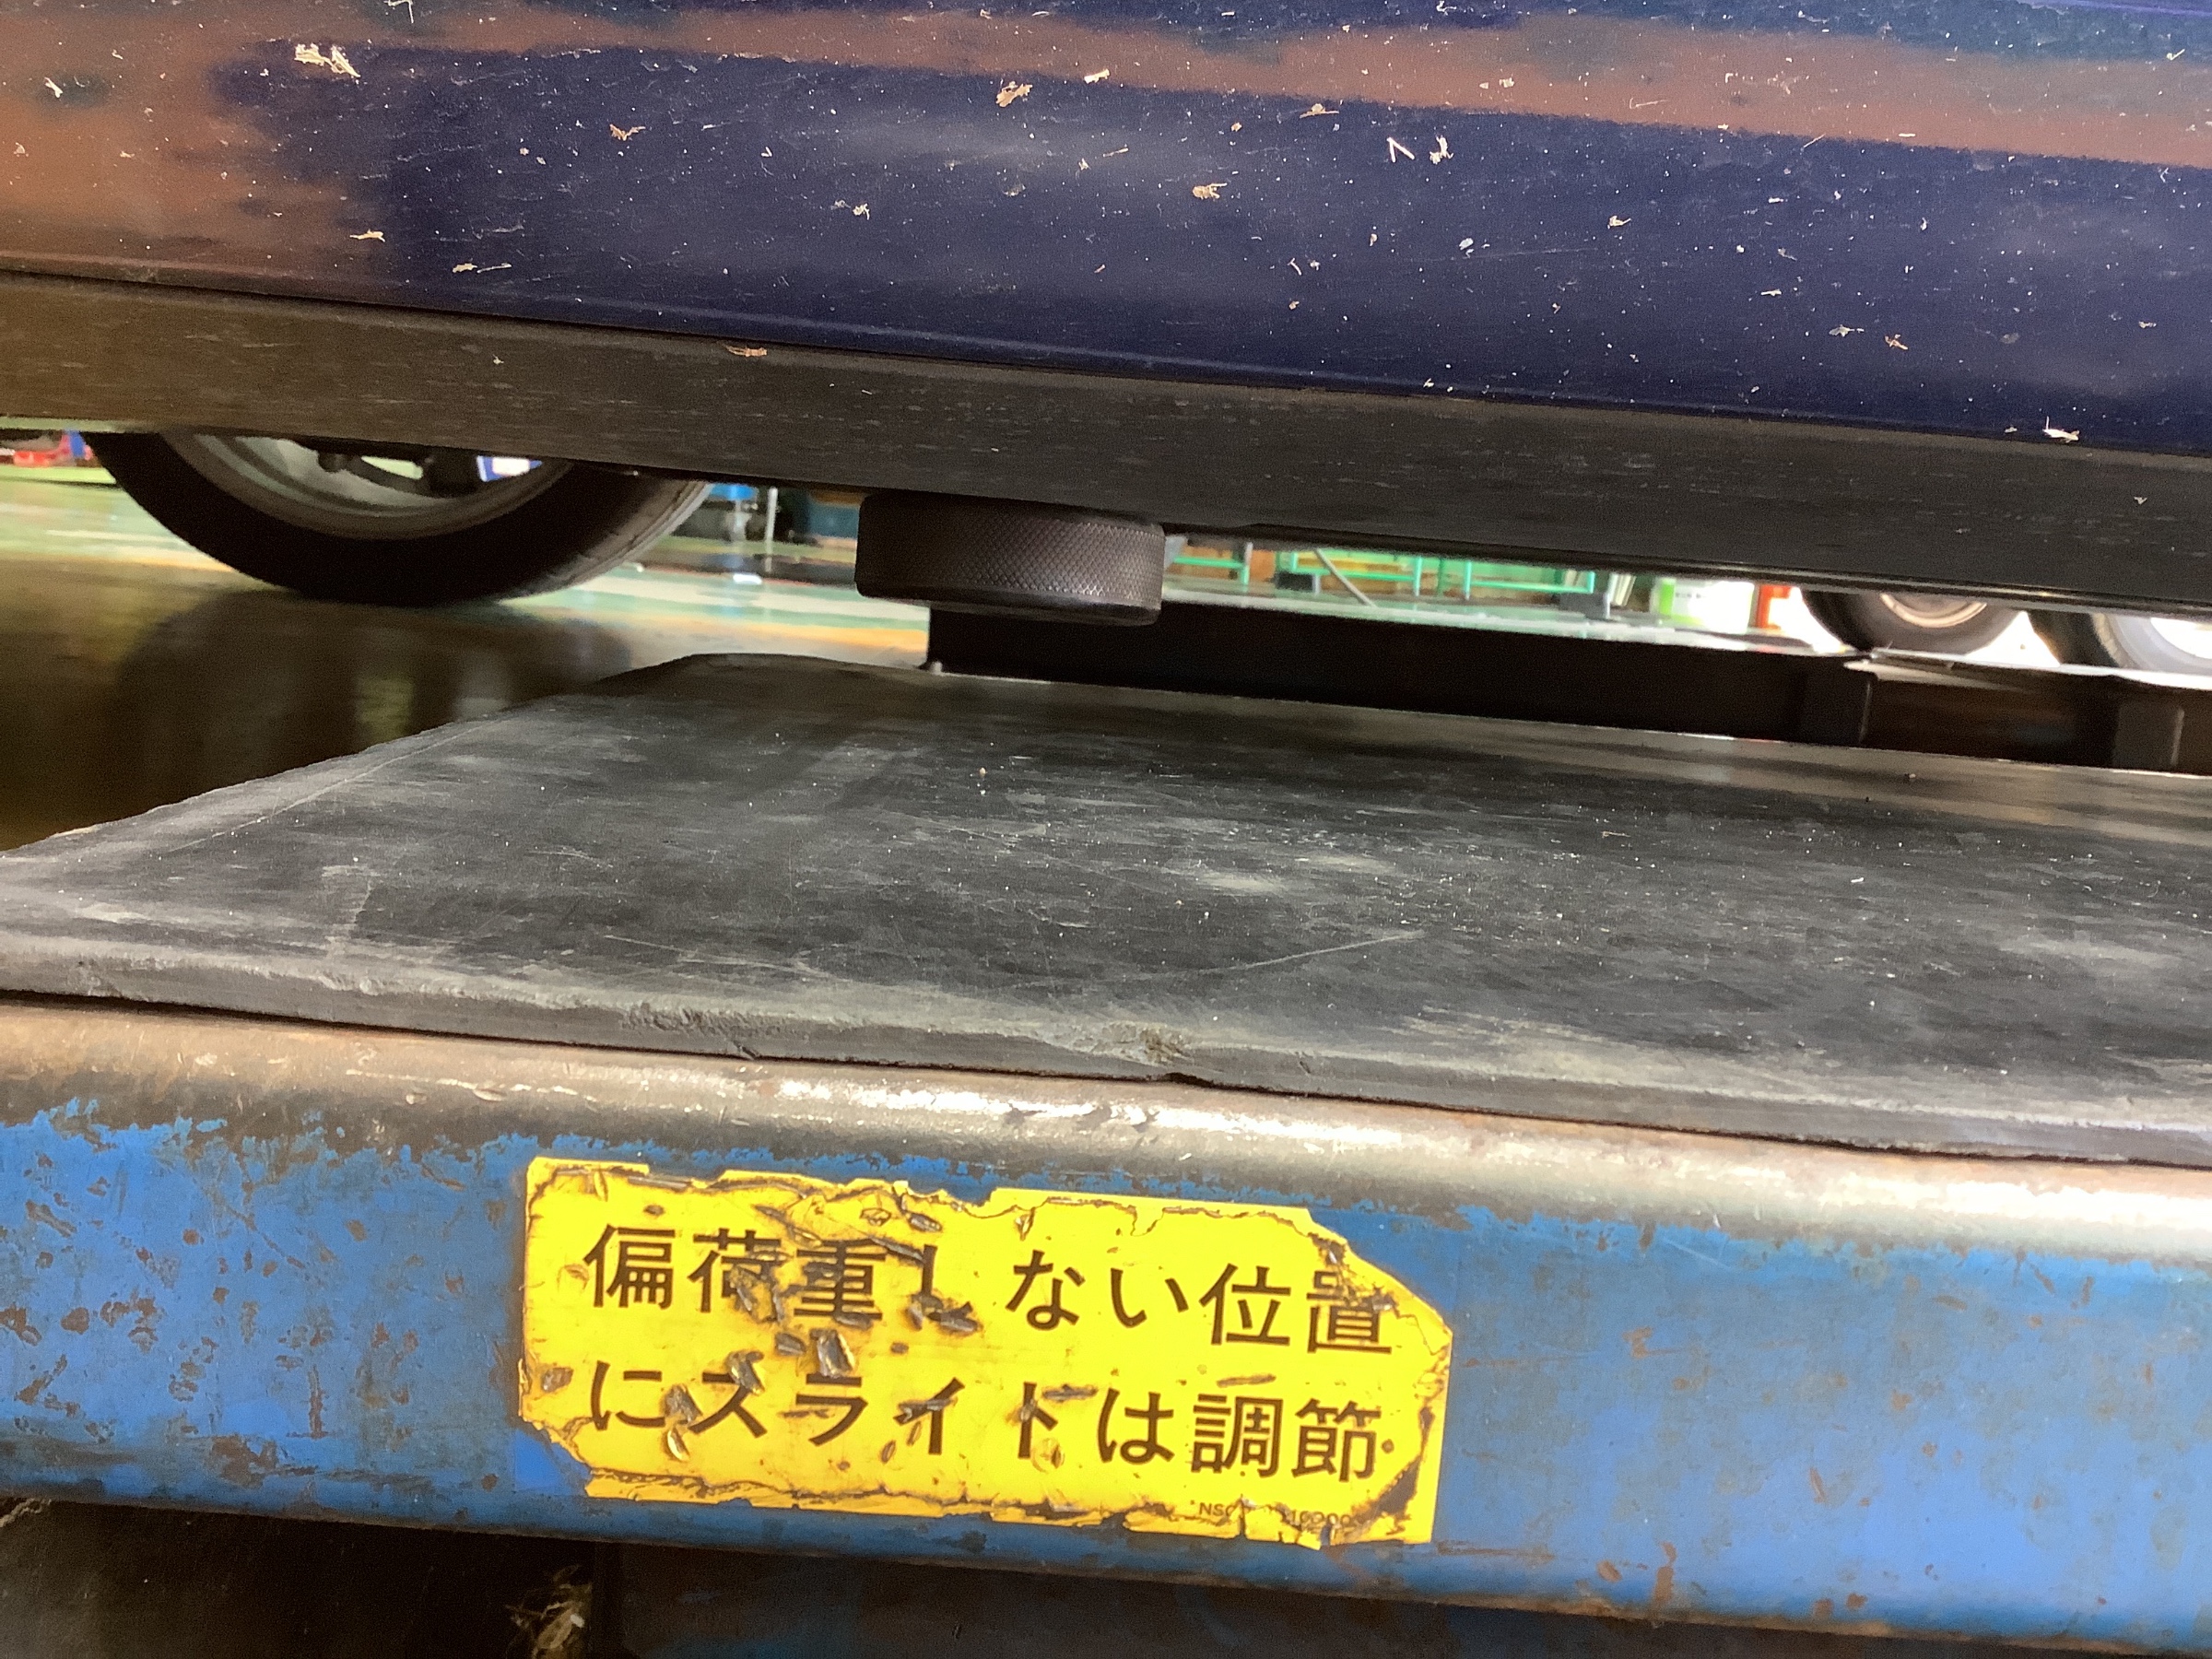 偏荷重しない位置
にスライドは調節